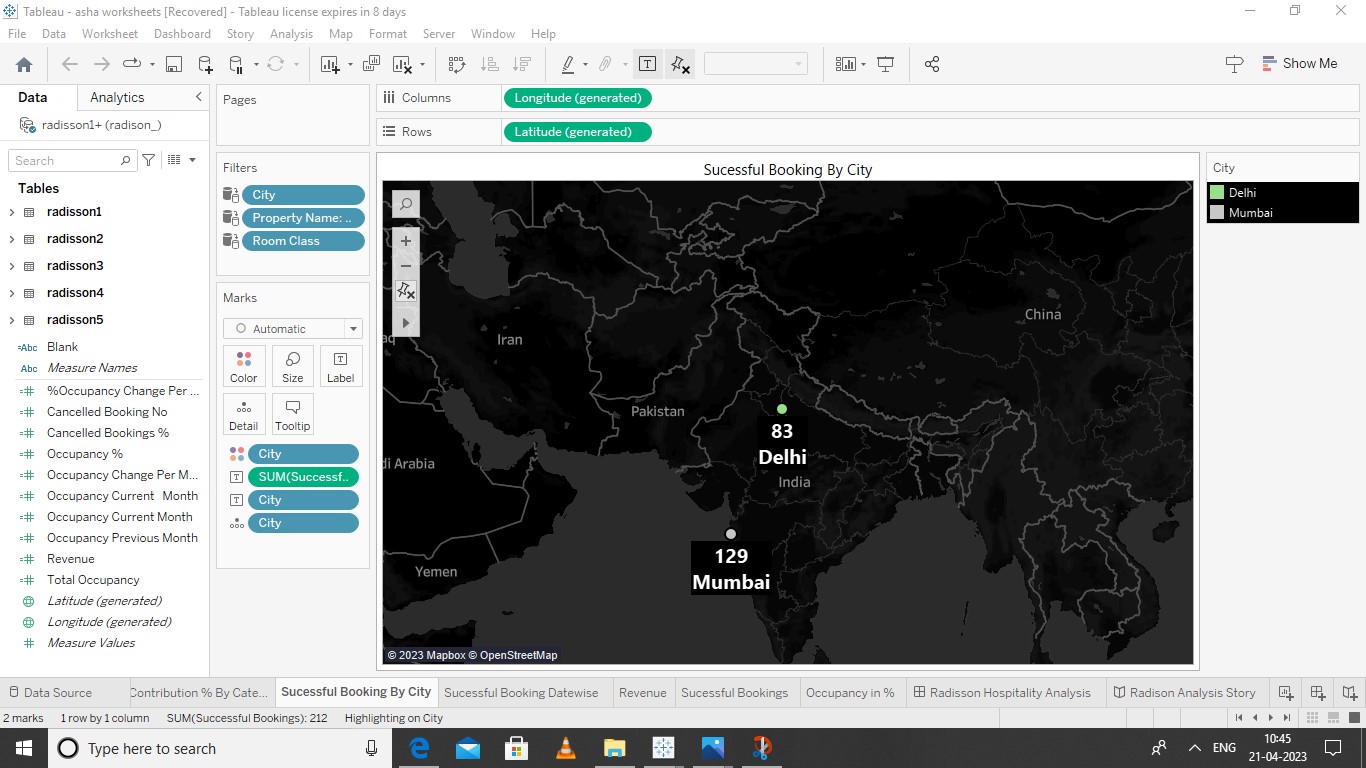 Tableau - asha worksheets [Recovered] - Tableau license expires in 8 days
File Data Worksheet Dashboard Story Analysis Map Format Server Window Help
Show Me
Data Analytics
radisson1+ (radison_)
Search
Tables
radisson1
radisson2
radisson3
radisson4
radisson5
Abc Blank
Abc Measure Names
%Occupancy Change Per ...
Cancelled Booking No
Cancelled Bookings %
Occupancy %
Occupancy Change Per M...
Occupancy Current Month
Occupancy Current Month
Occupancy Previous Month
Revenue
Total Occupancy
Latitude (generated)
Longitude (generated)
Measure Values
Pages
Filters
City
Property Name: ..
Room Class
Marks
Automatic
Color Size Label
Detail Tooltip
City
SUM(Successf..
City
City
Columns Longitude (generated)
Rows Latitude (generated)
Sucessful Booking By City
China
Iran
Pakistan
83
Delhi
di Arabia
India
129
Mumbai
Yemen
© 2023 Mapbox © OpenStreetMap
City
Delhi
Mumbai
Data Source Contribution % By Cate... Sucessful Booking By City Sucessful Booking Datewise Revenue Sucessful Bookings Occupancy in % Radisson Hospitality Analysis Radison Analysis Story
2 marks 1 row by 1 column SUM(Successful Bookings): 212 Highlighting on City
Type here to search
ENG
10:45
21-04-2023